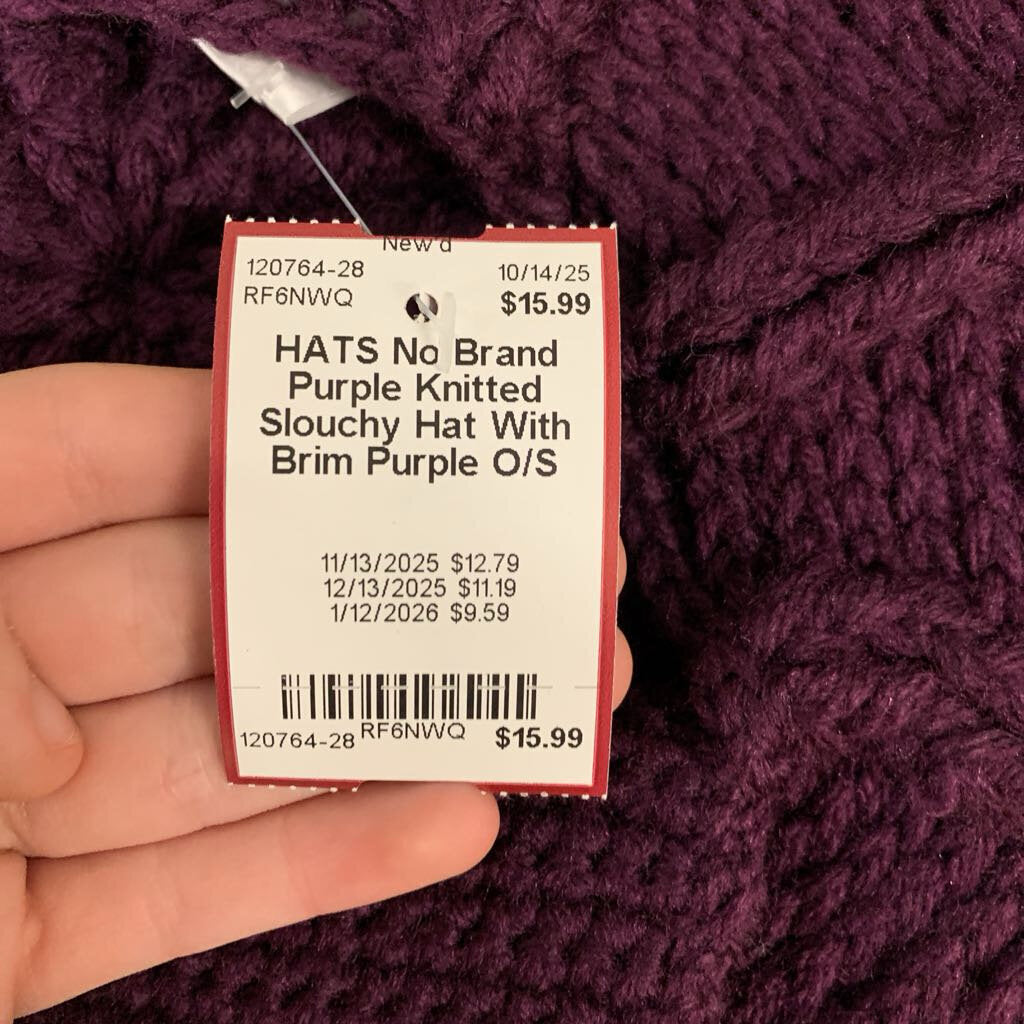 New'd
120764-28 10/14/25
RF6NWQ $15.99
HATS No Brand
Purple Knitted
Slouchy Hat With
Brim Purple O/S
11/13/2025 $12.79
12/13/2025 $11.19
1/12/2026 $9.59
120764-28 RF6NWQ $15.99